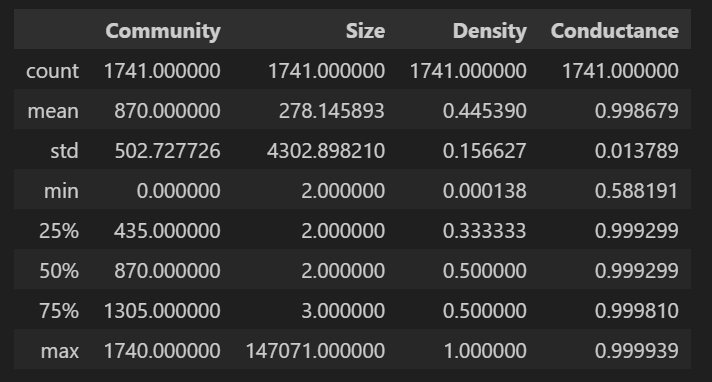 Community Size Density Conductance
count 1741.000000 1741.000000 1741.000000 1741.000000
mean 870.000000 278.145893 0.445390 0.998679
std 502.727726 4302.898210 0.156627 0.013789
min 0.000000 2.000000 0.000138 0.588191
25% 435.000000 2.000000 0.333333 0.999299
50% 870.000000 2.000000 0.500000 0.999299
75% 1305.000000 3.000000 0.500000 0.999810
max 1740.000000 147071.000000 1.000000 0.999939